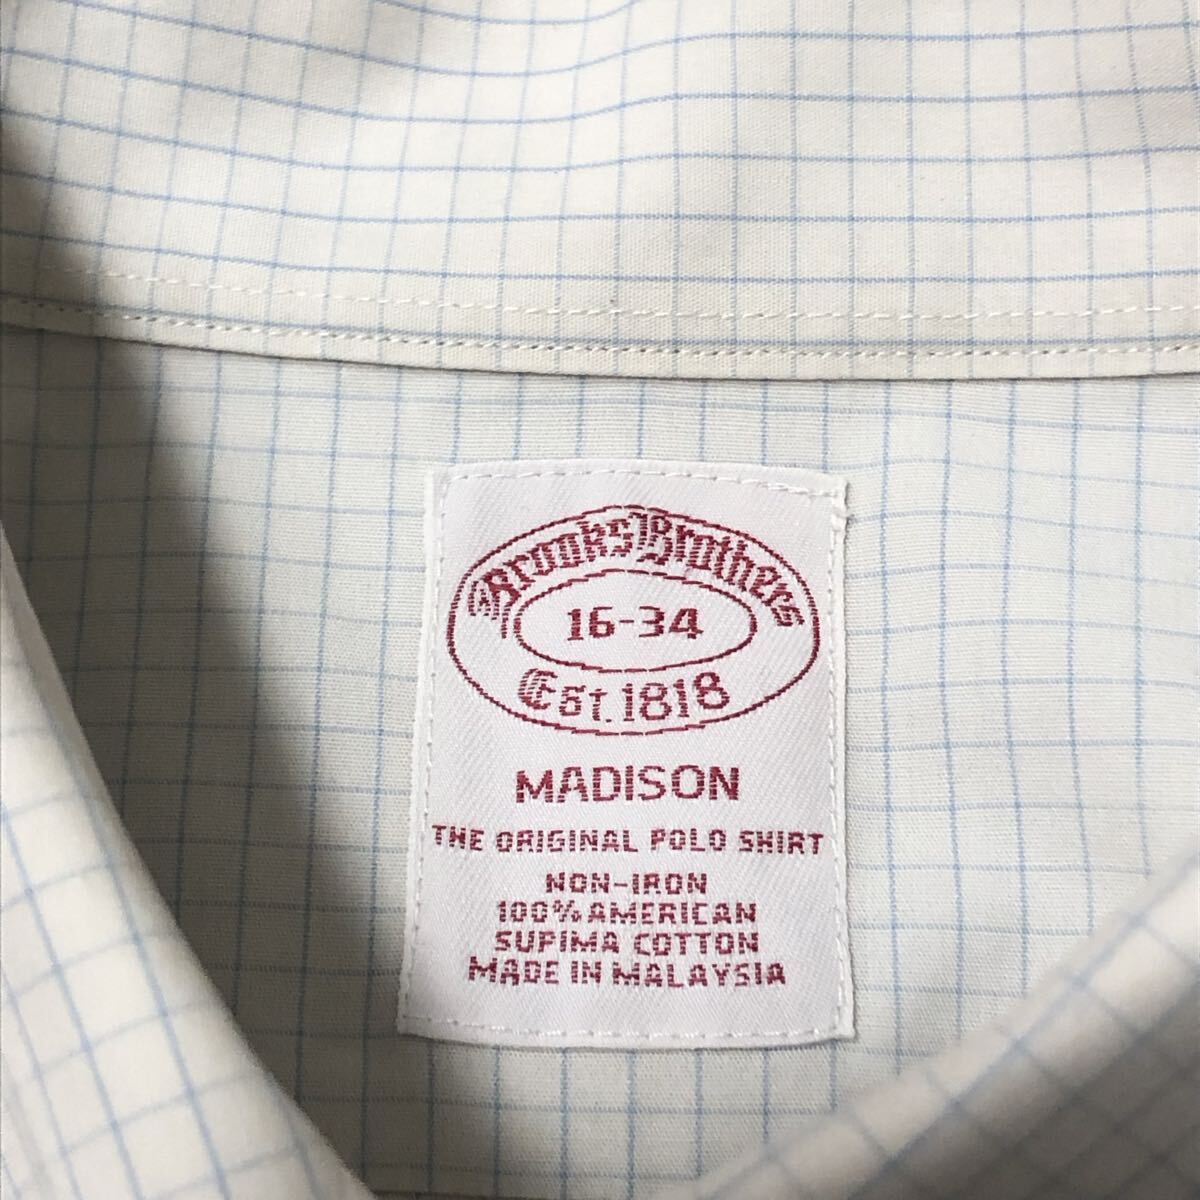 Brooks Brothers
16-34
Est. 1818
MADISON
THE ORIGINAL POLO SHIRT
NON-IRON
100% AMERICAN
SUPIMA COTTON
MADE IN MALAYSIA